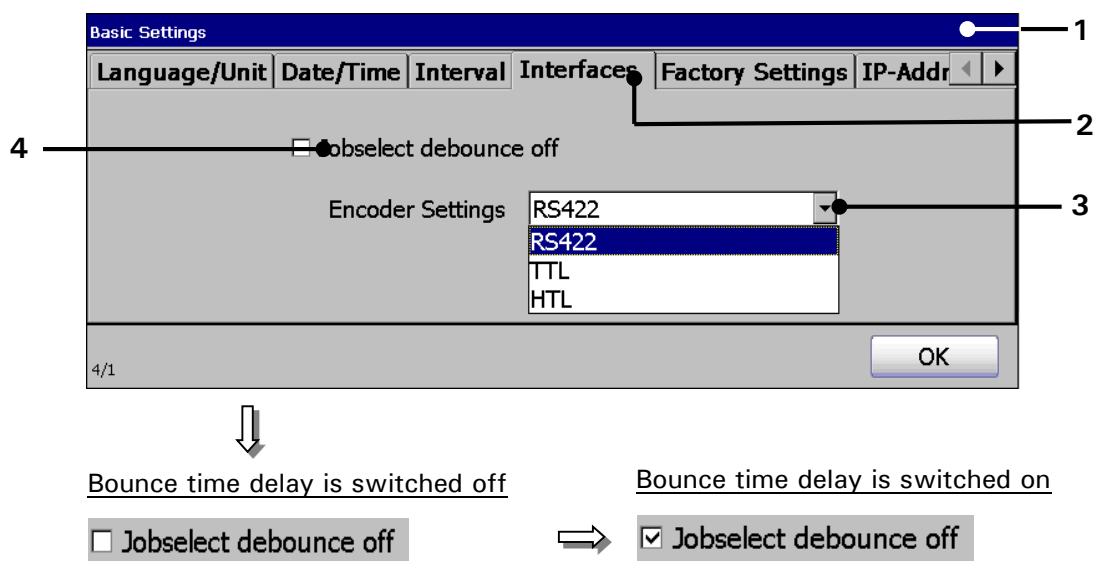 Basic Settings
1
Language/Unit Date/Time Interval Interfaces Factory Settings IP-Addr
2
4
Jobselect debounce off
Encoder Settings RS422
3
RS422
TTL
HTL
4/1
OK
Bounce time delay is switched off
Bounce time delay is switched on
Jobselect debounce off
Jobselect debounce off